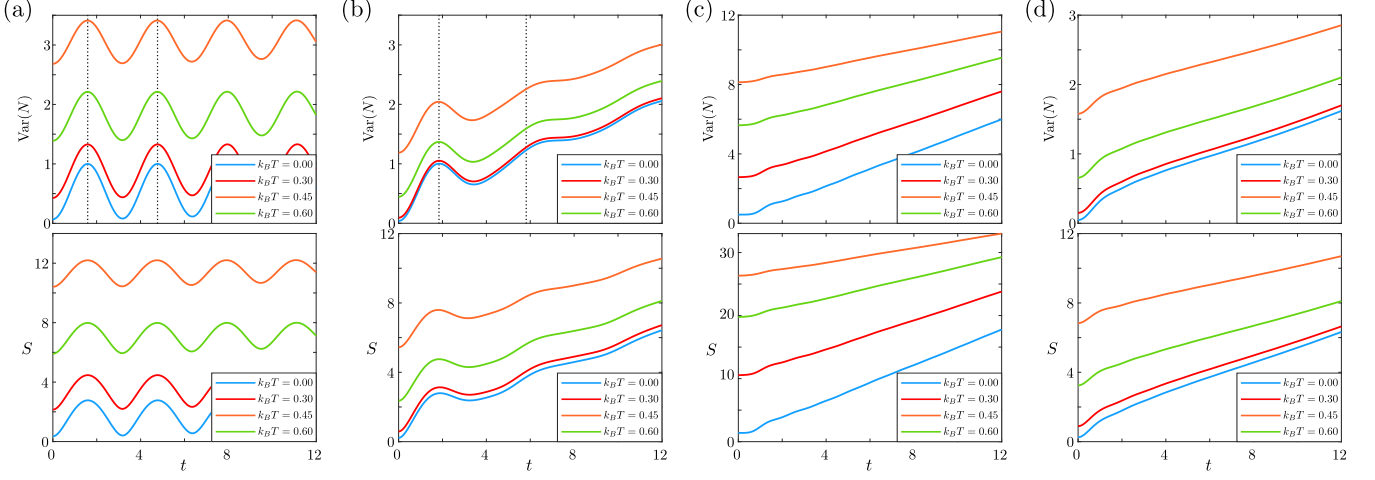 (a)
3
2
1
0
Var(N)
k_BT = 0.00
k_BT = 0.30
k_BT = 0.45
k_BT = 0.60
12
8
4
0
S
k_BT = 0.00
k_BT = 0.30
k_BT = 0.45
k_BT = 0.60
0 4 8 12
t
(b)
3
2
1
0
Var(N)
k_BT = 0.00
k_BT = 0.30
k_BT = 0.45
k_BT = 0.60
12
8
4
0
S
k_BT = 0.00
k_BT = 0.30
k_BT = 0.45
k_BT = 0.60
0 4 8 12
t
(c)
12
8
4
0
Var(N)
k_BT = 0.00
k_BT = 0.30
k_BT = 0.45
k_BT = 0.60
30
20
10
0
S
k_BT = 0.00
k_BT = 0.30
k_BT = 0.45
k_BT = 0.60
0 4 8 12
t
(d)
3
2
1
0
Var(N)
k_BT = 0.00
k_BT = 0.30
k_BT = 0.45
k_BT = 0.60
12
8
4
0
S
k_BT = 0.00
k_BT = 0.30
k_BT = 0.45
k_BT = 0.60
0 4 8 12
t